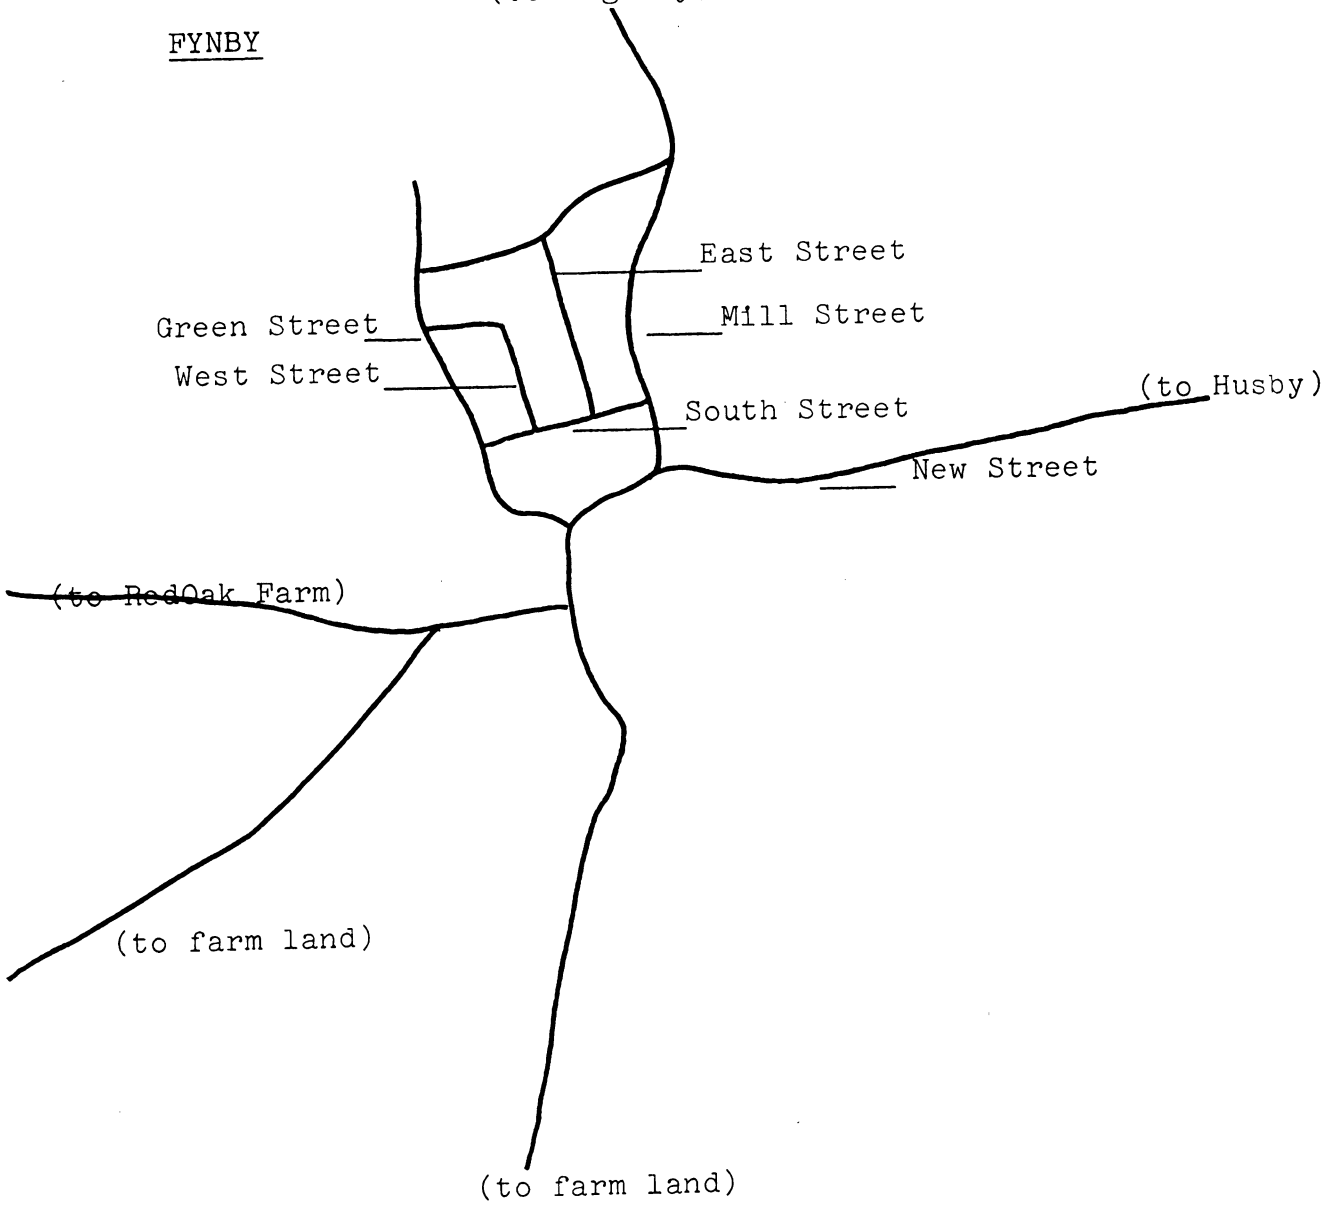 FYNBY
East Street
Mill Street
Green Street
West Street
(to Husby)
South Street
New Street
(to RedOak Farm)
(to farm land)
(to farm land)